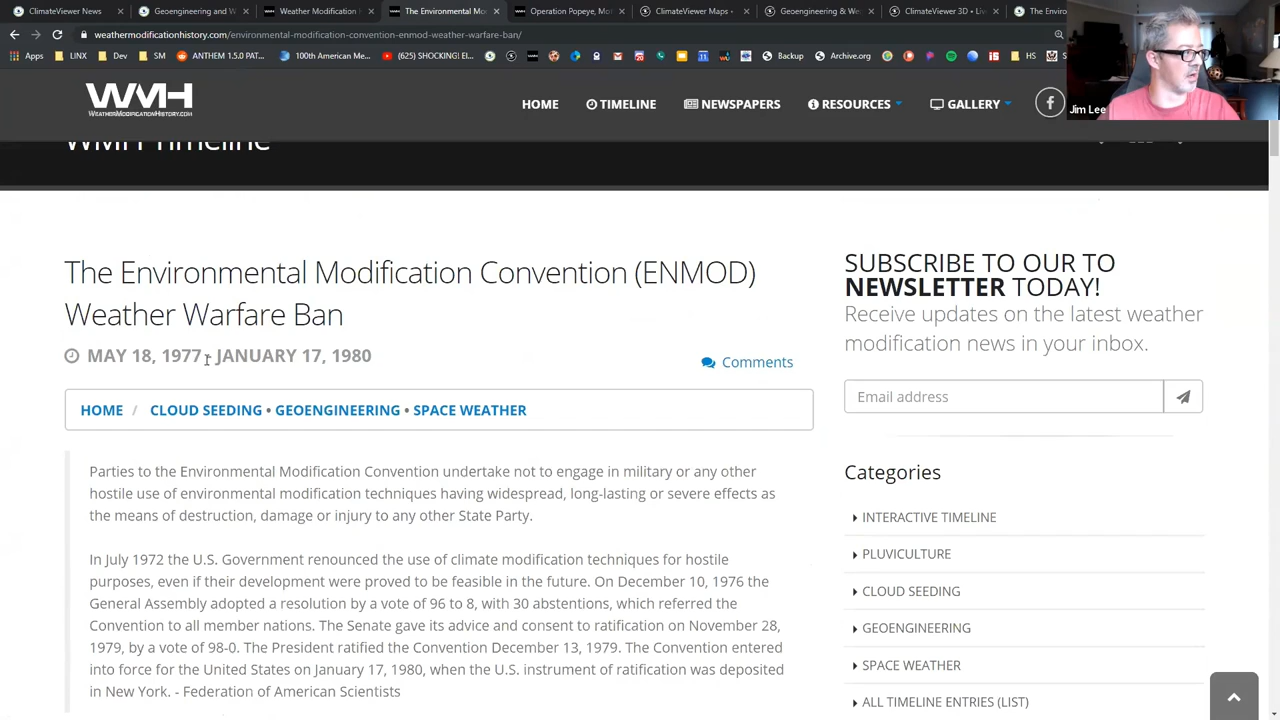 ClimateViewer News
Geoengineering and W
Weather Modification
The Environmental Mo
Operation Popeye, Mo
ClimateViewer Maps
Geoengineering & We
ClimateViewer 3D • Liv
The Enviro
weathermodificationhistory.com/environmental-modification-convention-enmod-weather-warfare-ban/
Apps
LINX
Dev
SM
ANTHEM 1.5.0 PAT...
100th American Me...
(625) SHOCKING! El...
Backup
Archive.org
HS
Jim Lee
WMH
WEATHERMODIFICATIONHISTORY.COM
HOME
TIMELINE
NEWSPAPERS
RESOURCES
GALLERY
WMH Timeline
The Environmental Modification Convention (ENMOD)
Weather Warfare Ban
MAY 18, 1977 - JANUARY 17, 1980
Comments
HOME / CLOUD SEEDING • GEOENGINEERING • SPACE WEATHER
Parties to the Environmental Modification Convention undertake not to engage in military or any other
hostile use of environmental modification techniques having widespread, long-lasting or severe effects as
the means of destruction, damage or injury to any other State Party.
In July 1972 the U.S. Government renounced the use of climate modification techniques for hostile
purposes, even if their development were proved to be feasible in the future. On December 10, 1976 the
General Assembly adopted a resolution by a vote of 96 to 8, with 30 abstentions, which referred the
Convention to all member nations. The Senate gave its advice and consent to ratification on November 28,
1979, by a vote of 98-0. The President ratified the Convention December 13, 1979. The Convention entered
into force for the United States on January 17, 1980, when the U.S. instrument of ratification was deposited
in New York. - Federation of American Scientists
SUBSCRIBE TO OUR TO
NEWSLETTER TODAY!
Receive updates on the latest weather
modification news in your inbox.
Email address
Categories
INTERACTIVE TIMELINE
PLUVICULTURE
CLOUD SEEDING
GEOENGINEERING
SPACE WEATHER
ALL TIMELINE ENTRIES (LIST)